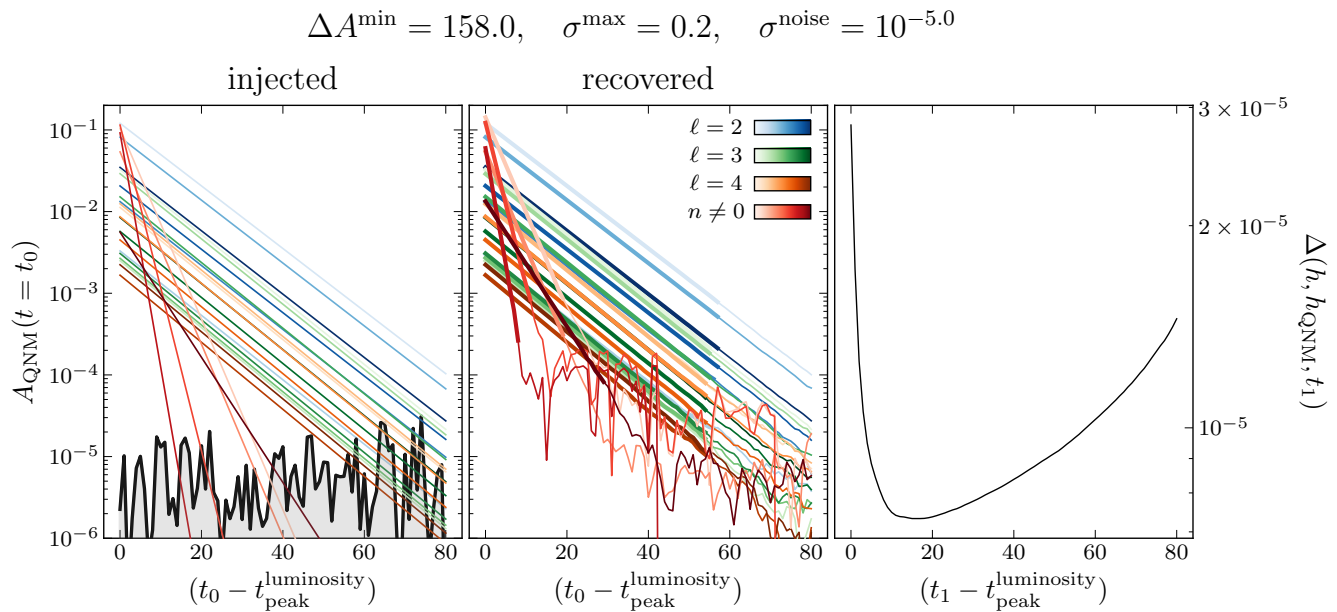 ΔA^min = 158.0, σ^max = 0.2, σ^noise = 10^−5.0
injected
recovered
A_QNM(t = t_0)
10^−1
10^−2
10^−3
10^−4
10^−5
10^−6
0 20 40 60 80
(t_0 − t_peak^luminosity)
ℓ = 2
ℓ = 3
ℓ = 4
n ≠ 0
0 20 40 60 80
(t_0 − t_peak^luminosity)
3 × 10^−5
2 × 10^−5
10^−5
Δ(h, h_QNM, t_1)
0 20 40 60 80
(t_1 − t_peak^luminosity)